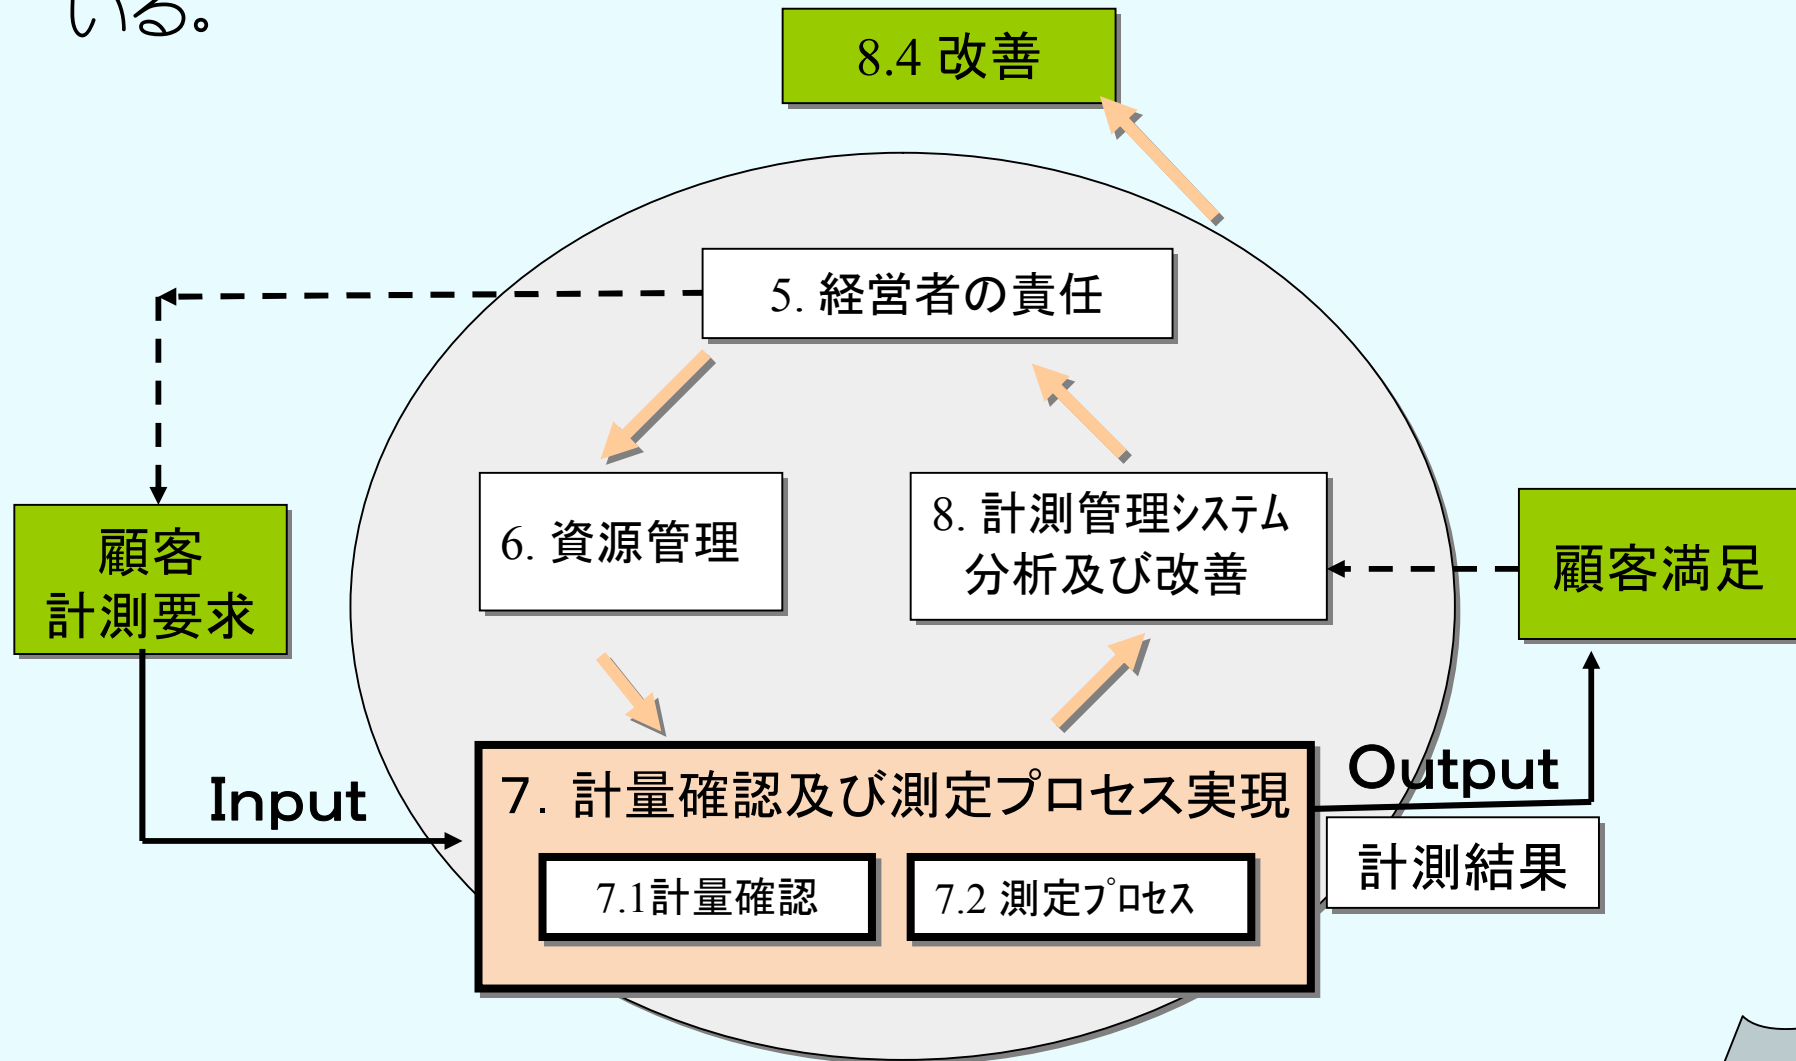 いる。
8.4 改善
5. 経営者の責任
6. 資源管理
8. 計測管理システム
分析及び改善
顧客
計測要求
顧客満足
Input
Output
7. 計量確認及び測定プロセス実現
計測結果
7.1計量確認
7.2 測定プロセス